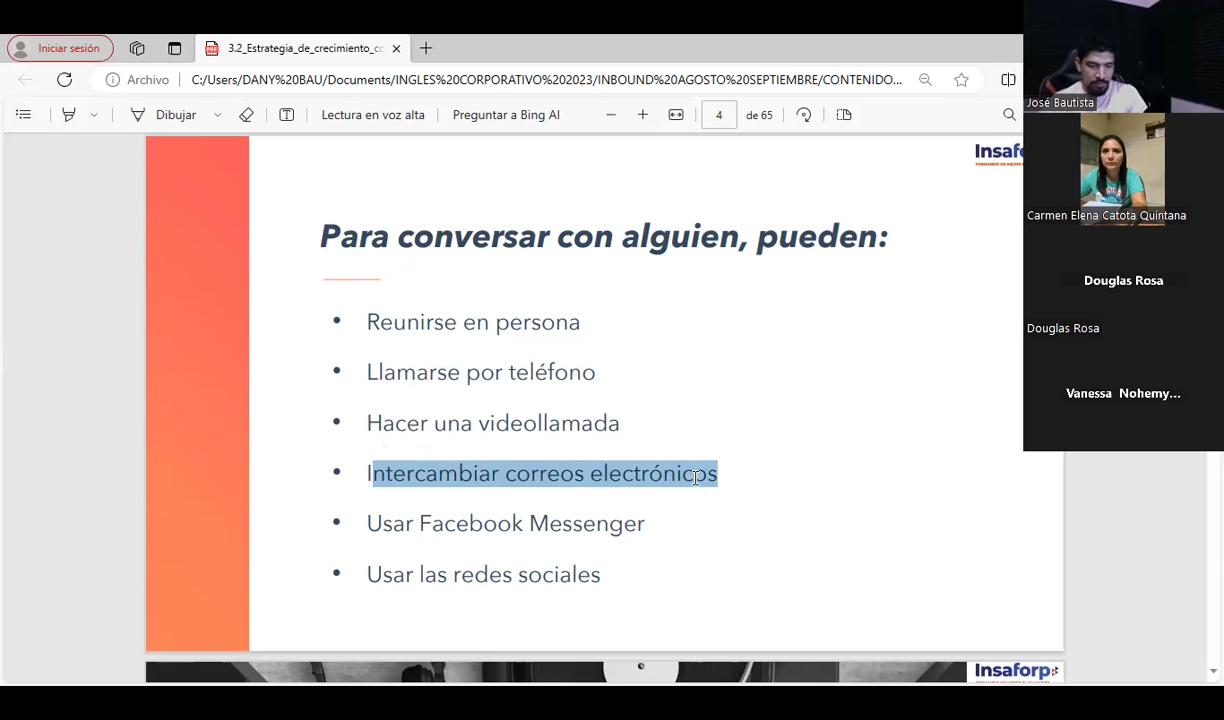 Iniciar sesión
3.2_Estrategia_de_crecimiento_co
Archivo
C:/Users/DANY%20BAU/Documents/INGLES%20CORPORATIVO%202023/INBOUND%20AGOSTO%20SEPTIEMBRE/CONTENIDO...
Dibujar
Lectura en voz alta
Preguntar a Bing AI
4
de 65
José Bautista
Insafo
Carmen Elena Catota Quintana
Para conversar con alguien, pueden:
Douglas Rosa
Douglas Rosa
Vanessa Nohemy...
• Reunirse en persona
• Llamarse por teléfono
• Hacer una videollamada
• Intercambiar correos electrónicos
• Usar Facebook Messenger
• Usar las redes sociales
Insaforp